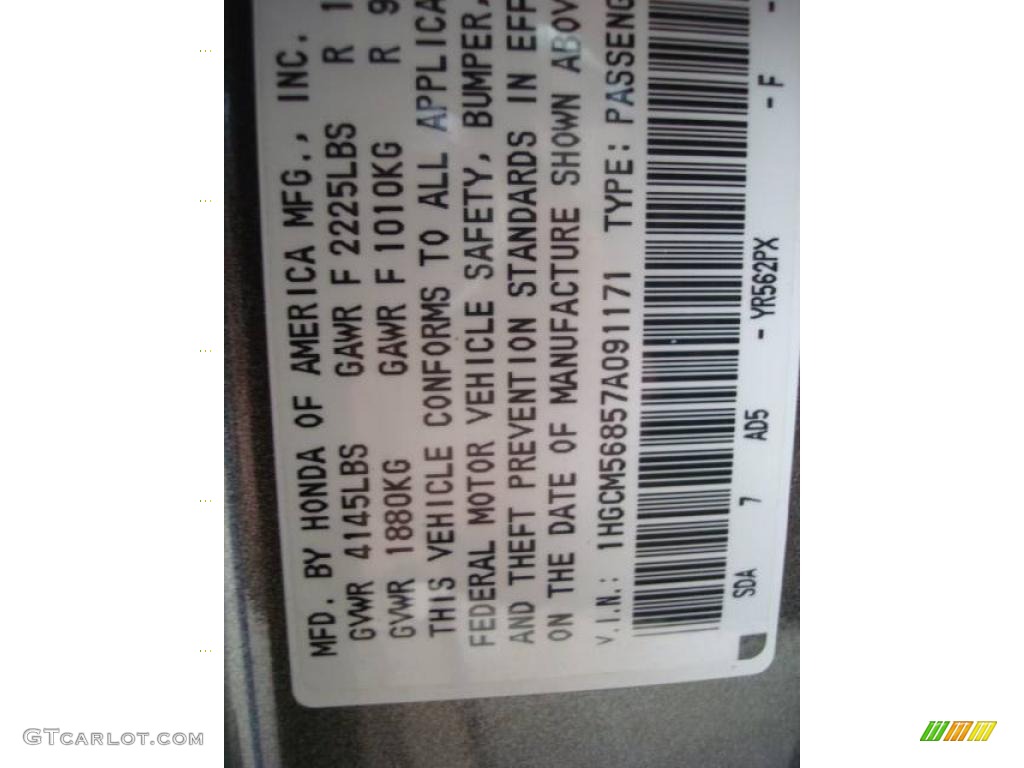 MFD. BY HONDA OF AMERICA MFG., INC.
GVWR 4145LBS GAWR F 2225LBS R 1
GVWR 1880KG GAWR F 1010KG R 9
THIS VEHICLE CONFORMS TO ALL APPLICA
FEDERAL MOTOR VEHICLE SAFETY, BUMPER,
AND THEFT PREVENTION STANDARDS IN EFF
ON THE DATE OF MANUFACTURE SHOWN ABOV
V.I.N.: 1HGCM56857A091171 TYPE: PASSENG
SDA 7 AD5 - YR562PX - F -
GTCARLOT.COM